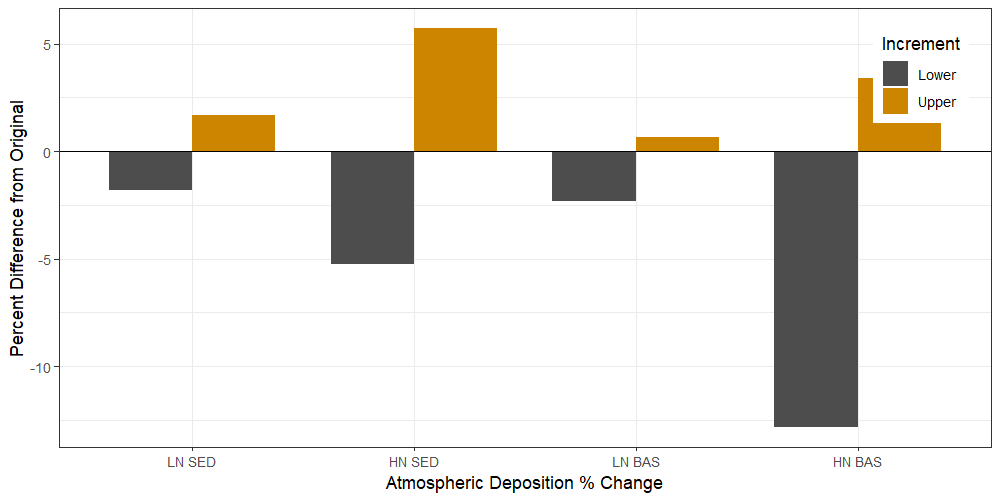 Percent Difference from Original
5
0
-5
-10
Increment
Lower
Upper
LN SED
HN SED
LN BAS
HN BAS
Atmospheric Deposition % Change